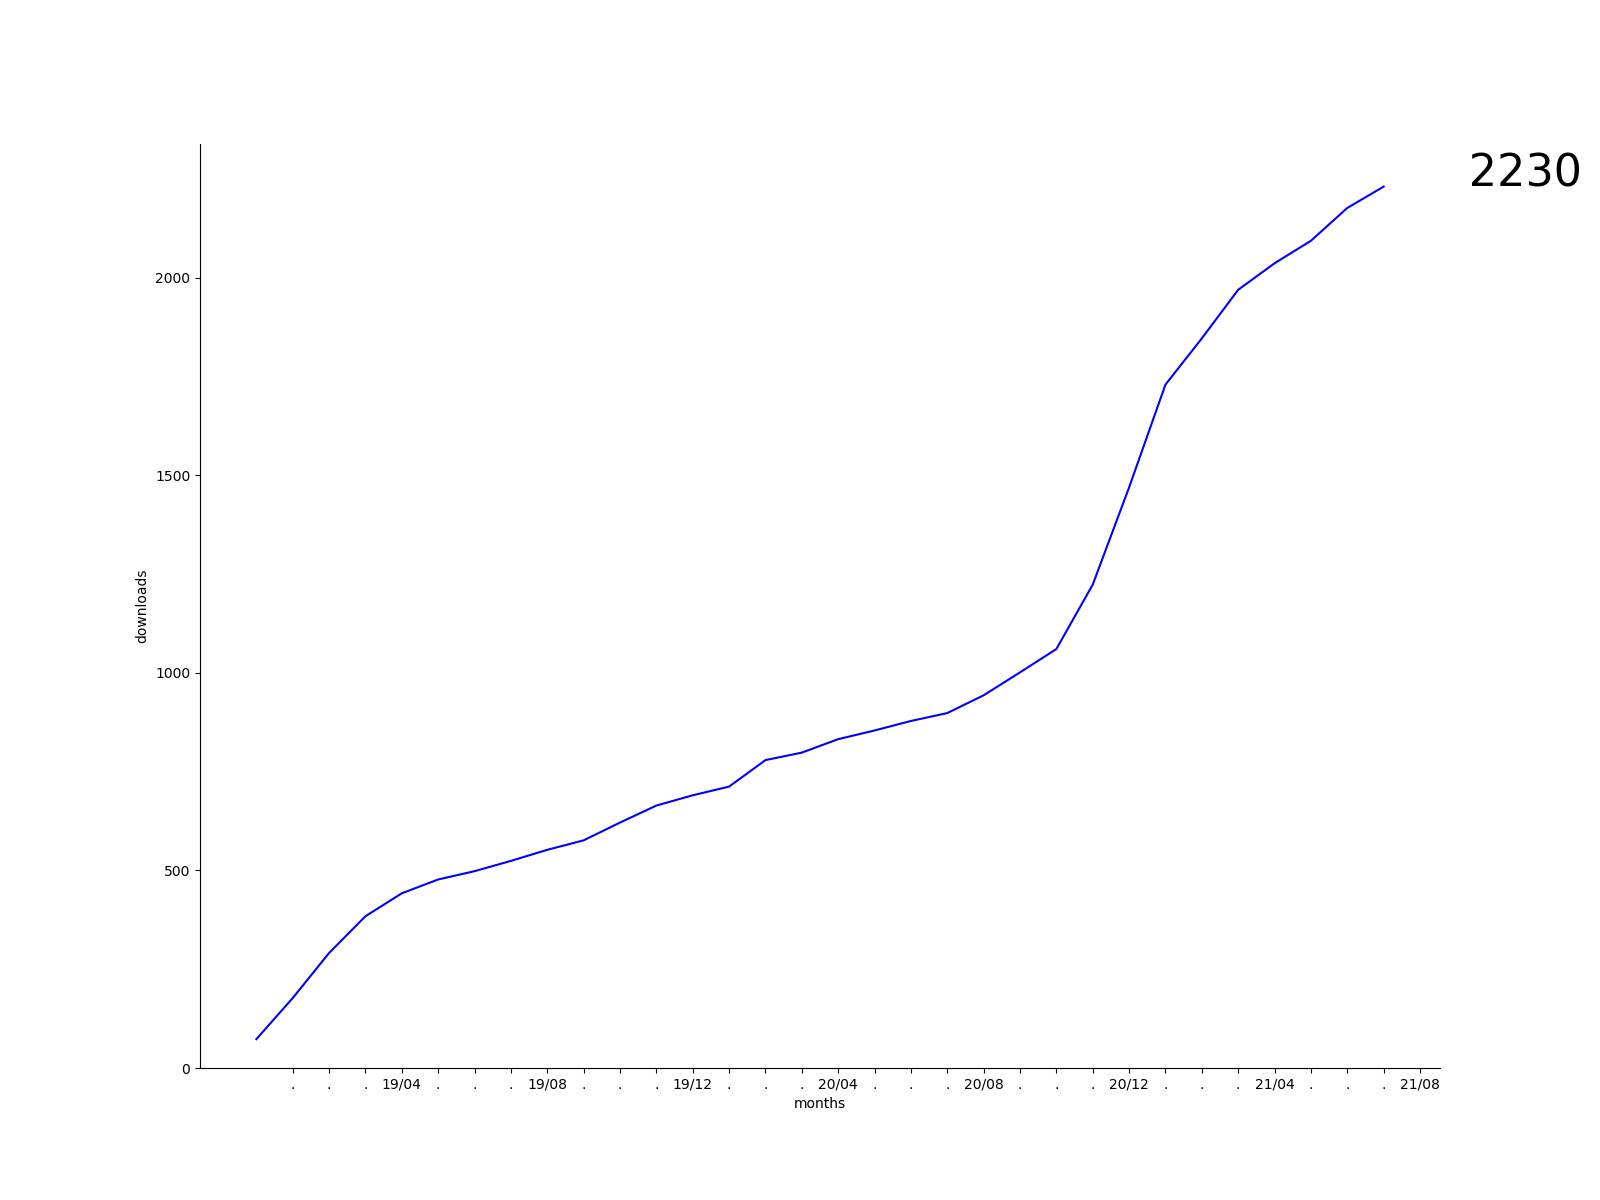 2230
2000
1500
1000
500
0
downloads
. . . 19/04 . . . 19/08 . . . 19/12 . . . 20/04 . . . 20/08 . . . 20/12 . . . 21/04 . . . 21/08
months